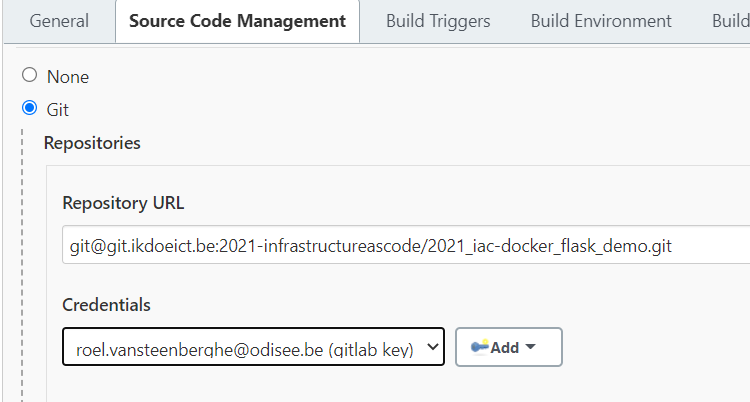 General Source Code Management Build Triggers Build Environment Build
None
Git
Repositories
Repository URL
git@git.ikdoeict.be:2021-infrastructureascode/2021_iac-docker_flask_demo.git
Credentials
roel.vansteenberghe@odisee.be (gitlab key) Add